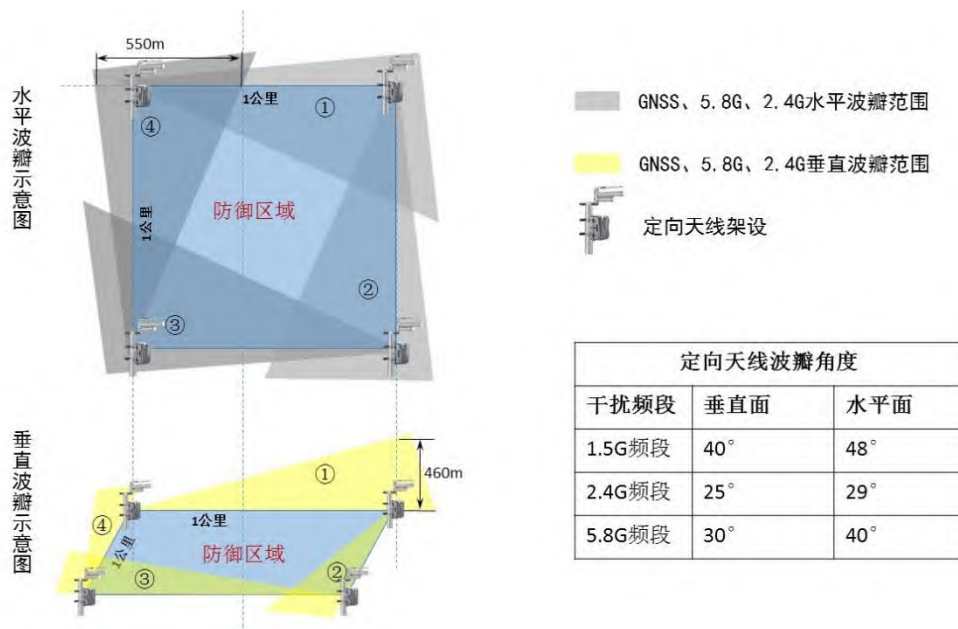 水平波瓣示意图
550m
1公里
①
④
1公里
防御区域
②
③
GNSS、5.8G、2.4G水平波瓣范围
GNSS、5.8G、2.4G垂直波瓣范围
定向天线架设
垂直波瓣示意图
①
460m
④
1公里
1公里
防御区域
③
②
定向天线波瓣角度
干扰频段 垂直面 水平面
1.5G频段 40° 48°
2.4G频段 25° 29°
5.8G频段 30° 40°